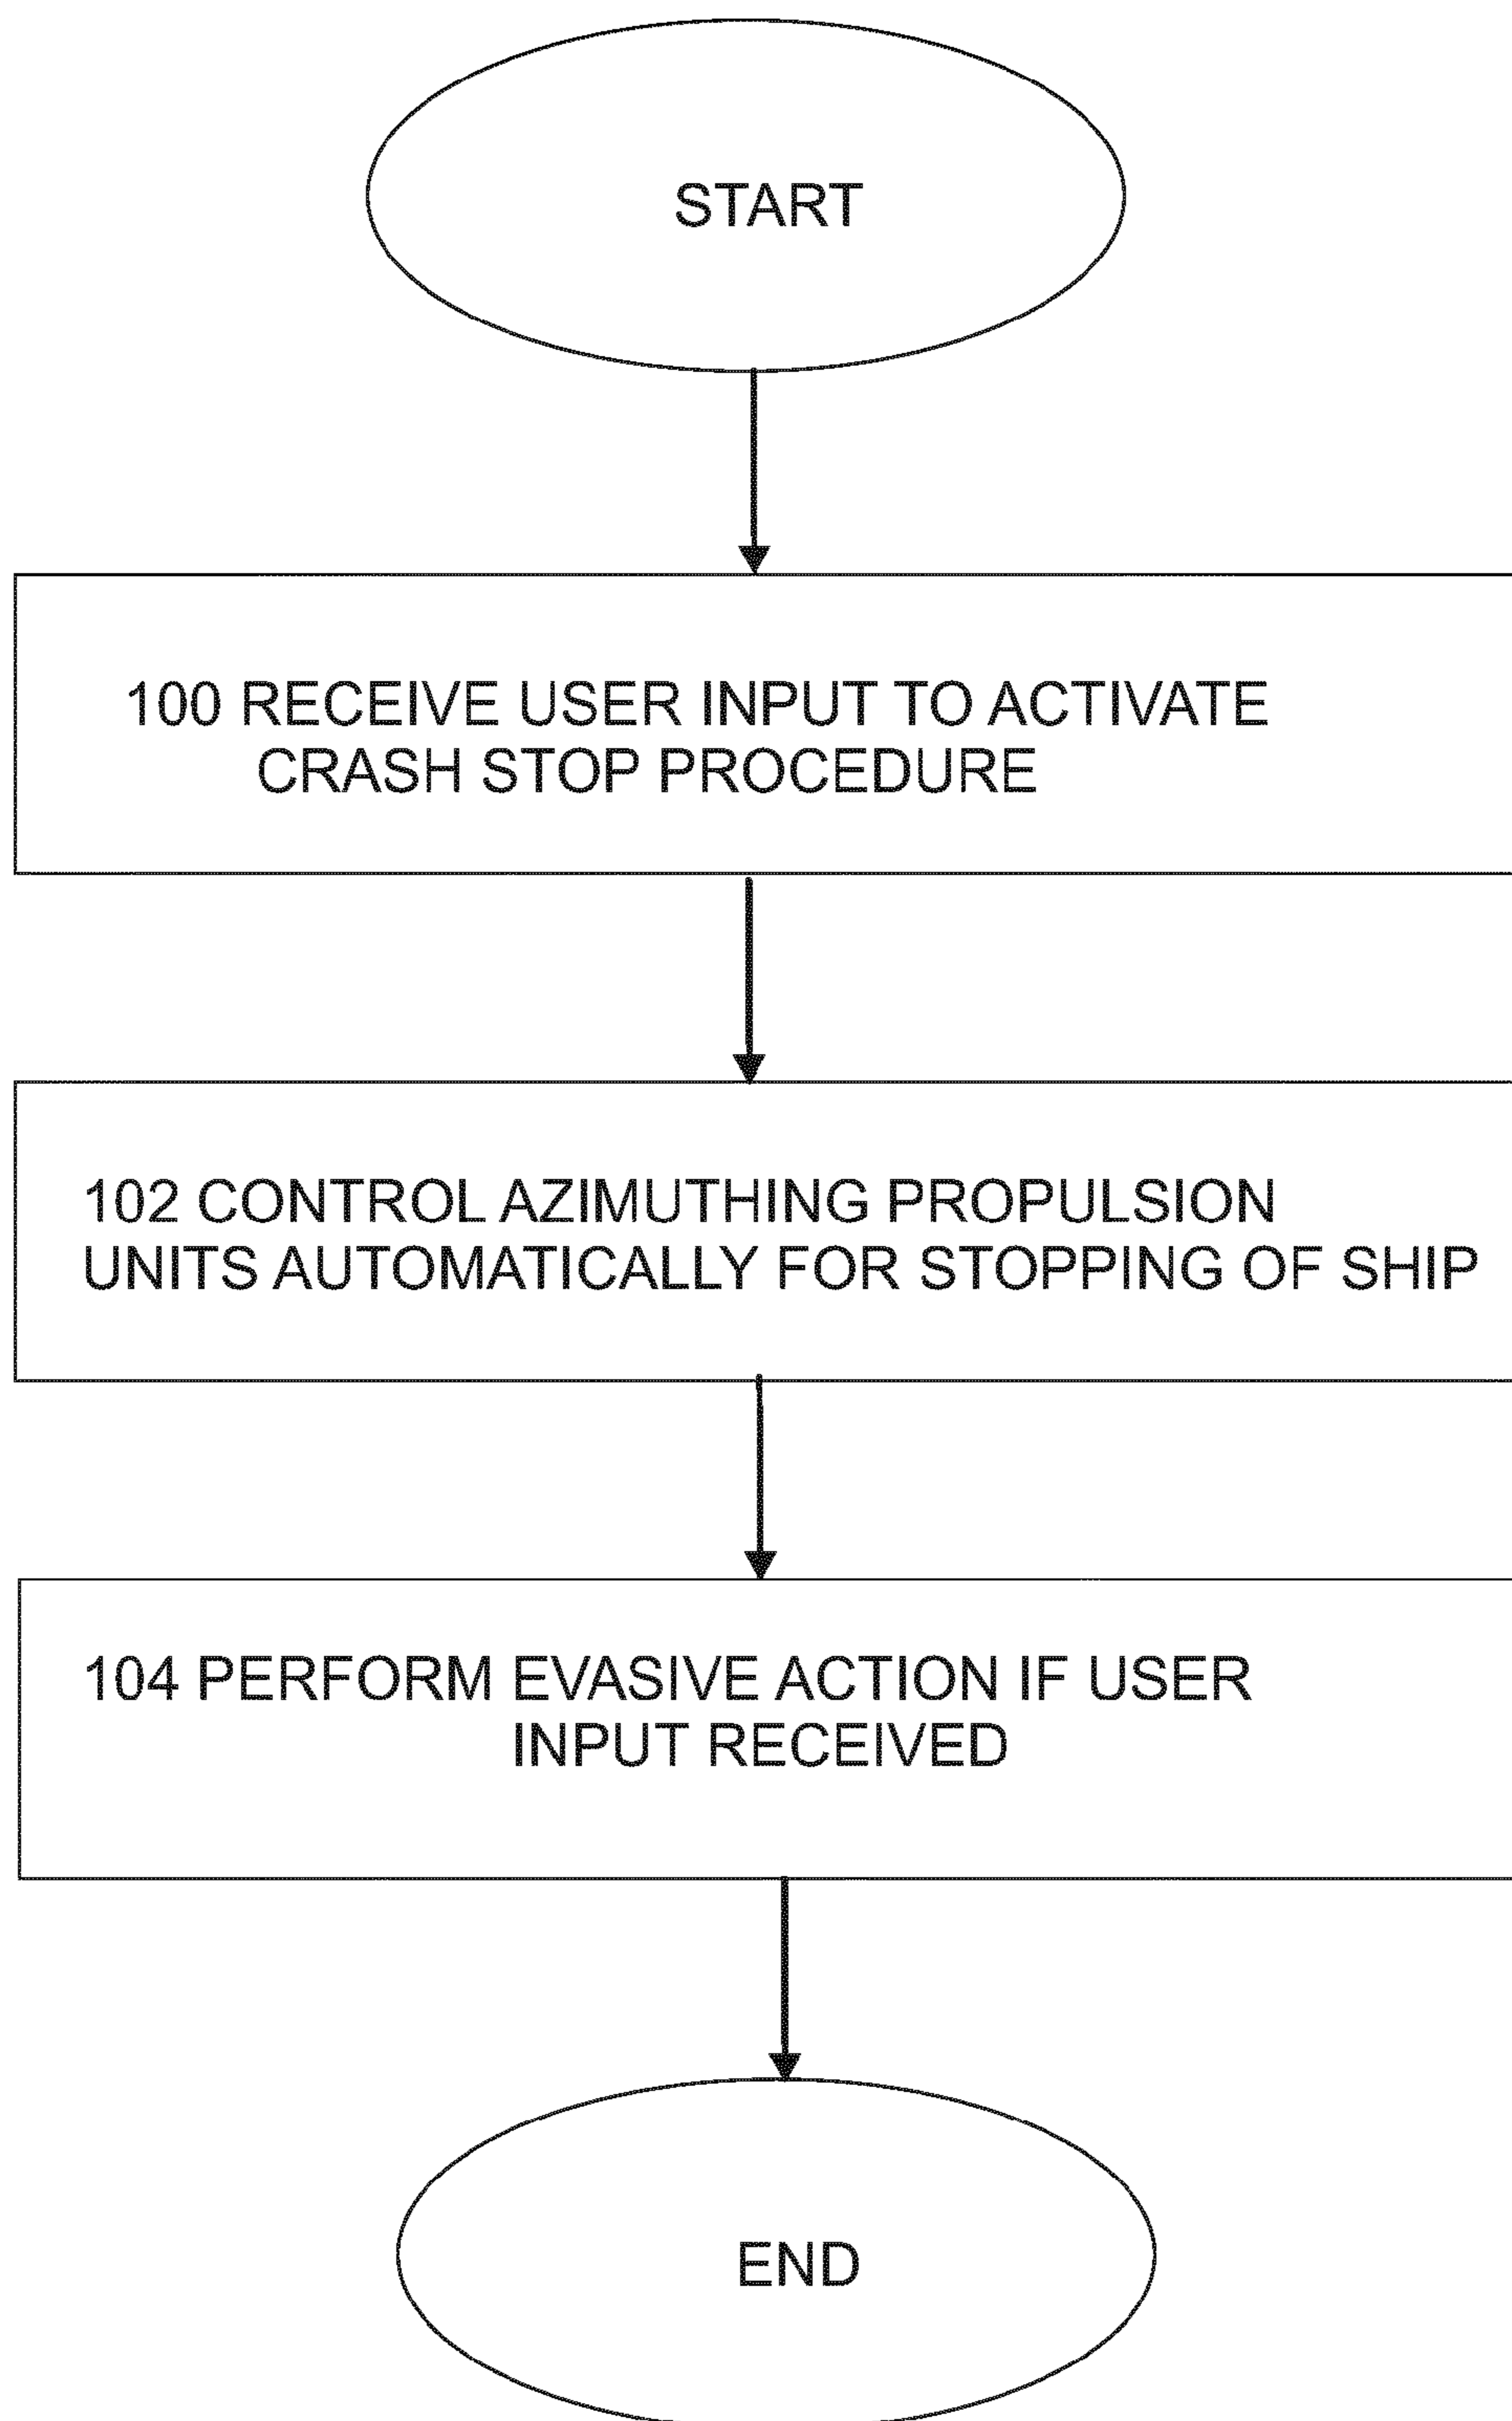 START
100 RECEIVE USER INPUT TO ACTIVATE
CRASH STOP PROCEDURE
102 CONTROL AZIMUTHING PROPULSION
UNITS AUTOMATICALLY FOR STOPPING OF SHIP
104 PERFORM EVASIVE ACTION IF USER
INPUT RECEIVED
END